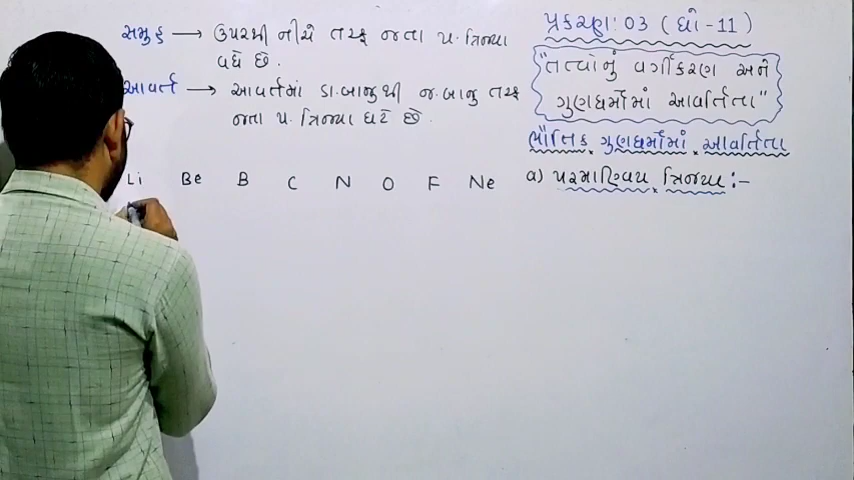 સમુહ → ઉપરથી નીચે તરફ જતા પ. ત્રિજ્યા
વધે છે.
આવર્ત → આવર્તમાં ડા.બાજુથી જ.બાજુ તરફ
જતા પ. ત્રિજ્યા ઘટે છે.
Li Be B C N O F Ne
પ્રકરણ: 03 (ધો-11)
"તત્વોનું વર્ગીકરણ અને
ગુણધર્મોમાં આવર્તિતા"
ભૌતિક ગુણધર્મોમાં આવર્તિતા
a) પરમાણ્વિય ત્રિજ્યા :-